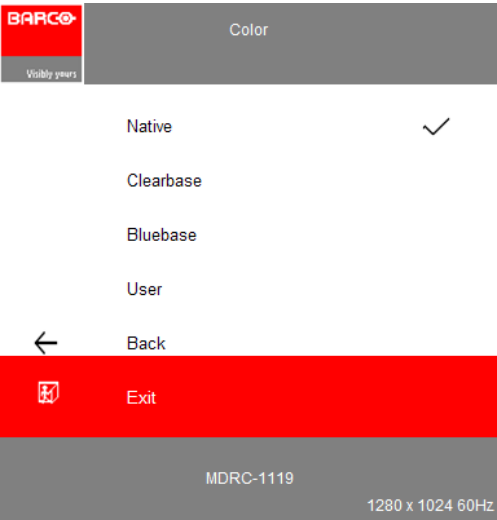 BARCO
Color
Visibly yours
Native
Clearbase
Bluebase
User
Back
Exit
MDRC-1119
1280 x 1024 60Hz